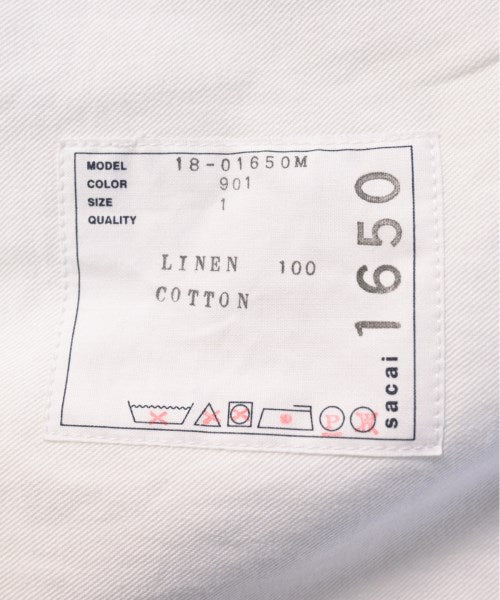 MODEL 18-01650M
COLOR 901
SIZE 1
QUALITY
LINEN 100
COTTON
1650
sacai
P W